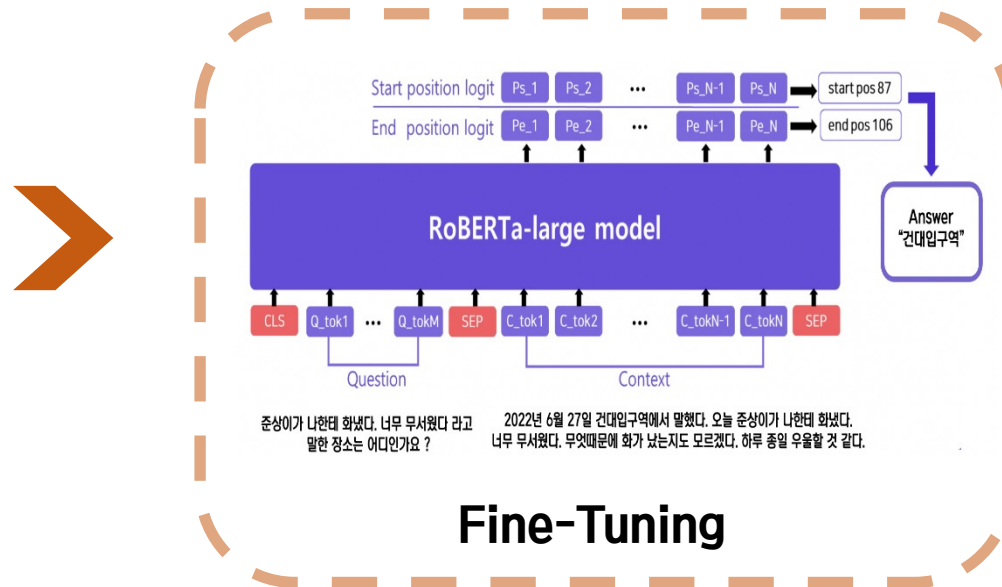 Start position logit Ps_1 Ps_2 ... Ps_N-1 Ps_N start pos 87
End position logit Pe_1 Pe_2 ... Pe_N-1 Pe_N end pos 106
RoBERTa-large model
Answer
“건대입구역”
CLS Q_tok1 ... Q_tokM SEP C_tok1 C_tok2 ... C_tokN-1 C_tokN SEP
Question Context
준상이가 나한테 화냈다. 너무 무서웠다 라고
말한 장소는 어디인가요 ?
2022년 6월 27일 건대입구역에서 말했다. 오늘 준상이가 나한테 화냈다.
너무 무서웠다. 무엇때문에 화가 났는지도 모르겠다. 하루 종일 우울할 것 같다.
Fine-Tuning